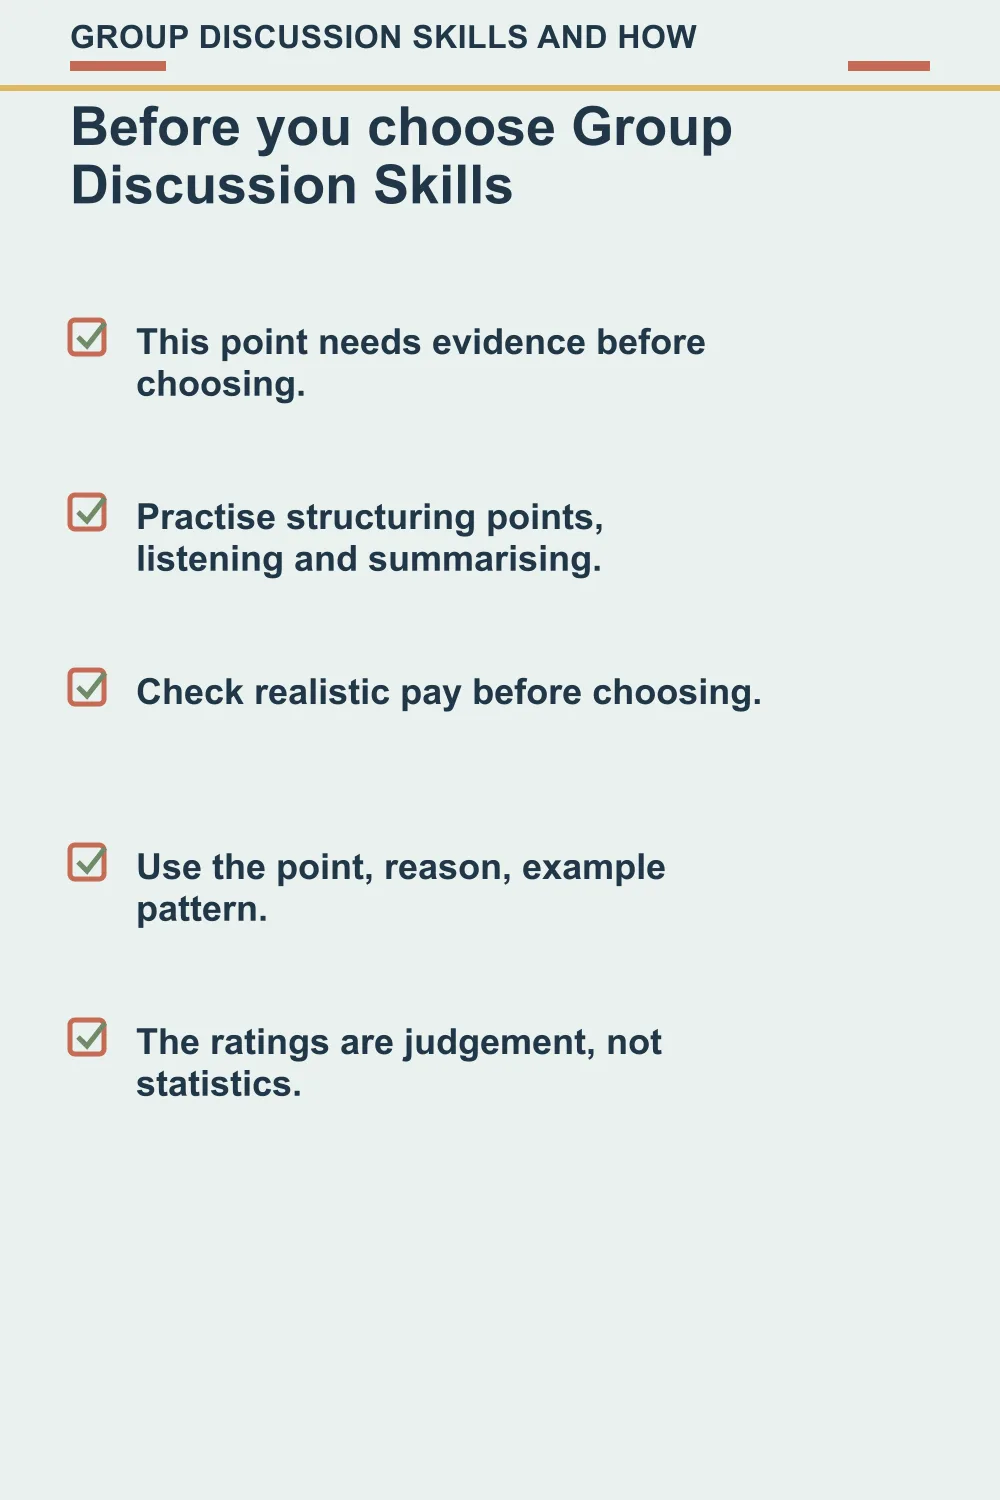 GROUP DISCUSSION SKILLS AND HOW
Before you choose Group
Discussion Skills
This point needs evidence before
choosing.
Practise structuring points,
listening and summarising.
Check realistic pay before choosing.
Use the point, reason, example
pattern.
The ratings are judgement, not
statistics.